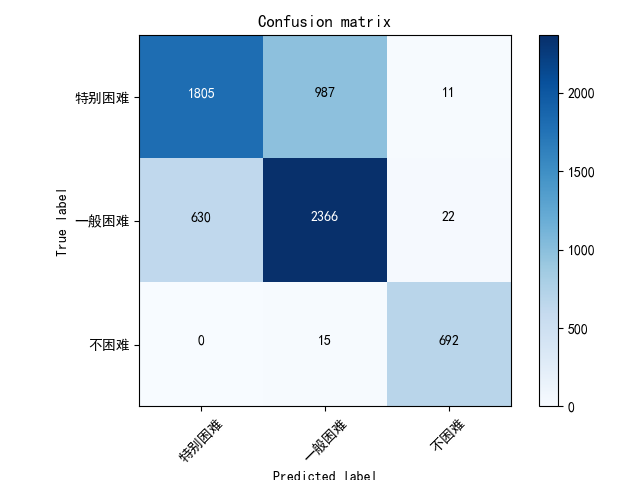 Confusion matrix
特别困难 1805 987 11
一般困难 630 2366 22
不困难 0 15 692
True label
特别困难 一般困难 不困难
Predicted label
2000
1500
1000
500
0